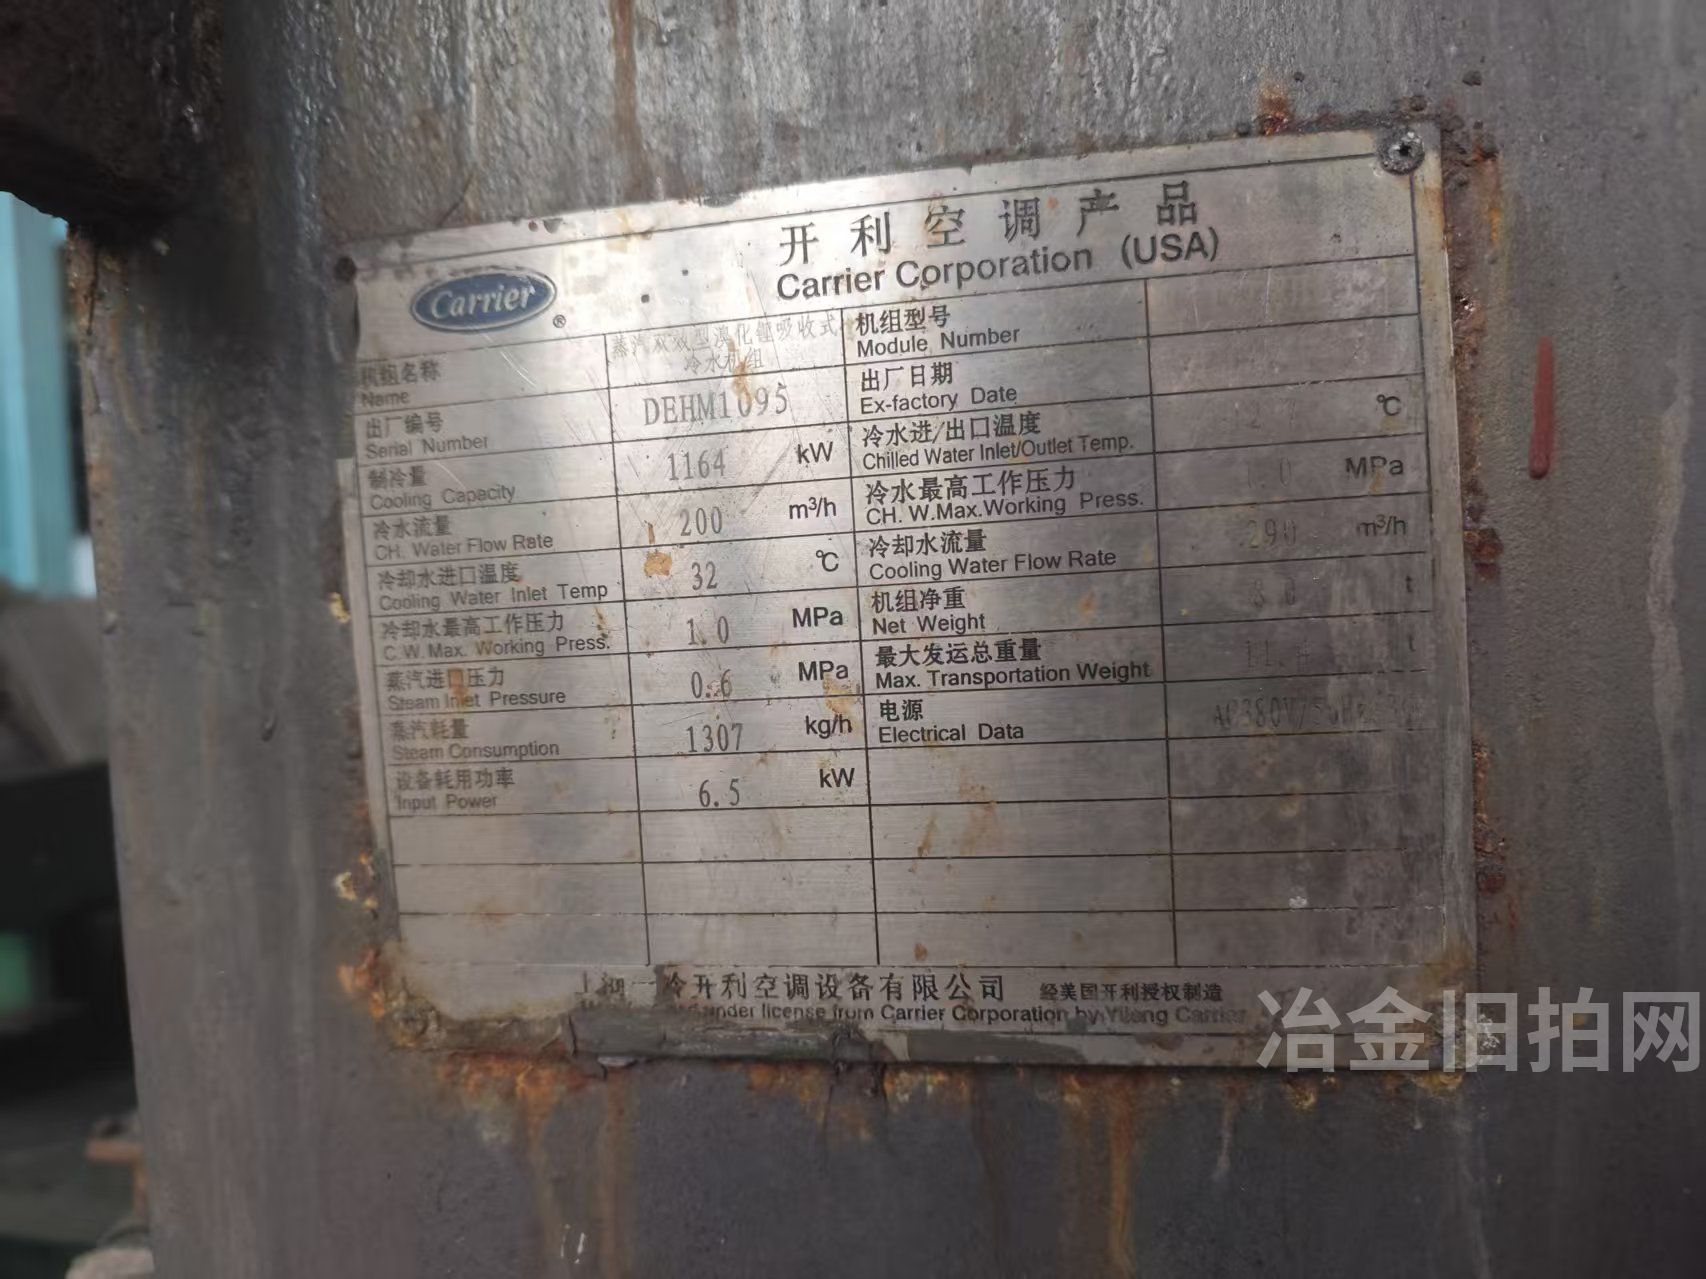 开利空调产品
Carrier Corporation (USA)
Carrier ®
机组名称
Name
蒸汽双效型溴化锂吸收式
冷水机组
机组型号
Module Number
出厂编号
Serial Number
DEHM1095
出厂日期
Ex-factory Date
制冷量
Cooling Capacity
1164 kW
冷水进/出口温度
Chilled Water Inlet/Outlet Temp.
℃
冷水流量
CH. Water Flow Rate
200 m³/h
冷水最高工作压力
CH. W.Max.Working Press.
MPa
冷却水进口温度
Cooling Water Inlet Temp
32 ℃
冷却水流量
Cooling Water Flow Rate
290 m³/h
冷却水最高工作压力
C.W. Max. Working Press.
1.0 MPa
机组净重
Net Weight
t
蒸汽进口压力
Steam Inlet Pressure
0.6 MPa
最大发运总重量
Max. Transportation Weight
t
蒸汽耗量
Steam Consumption
1307 kg/h
电源
Electrical Data
设备耗用功率
Input Power
6.5 kW
冷开利空调设备有限公司 经美国开利授权制造
under license from Carrier Corporation by Yileng Carrier
冶金旧拍网